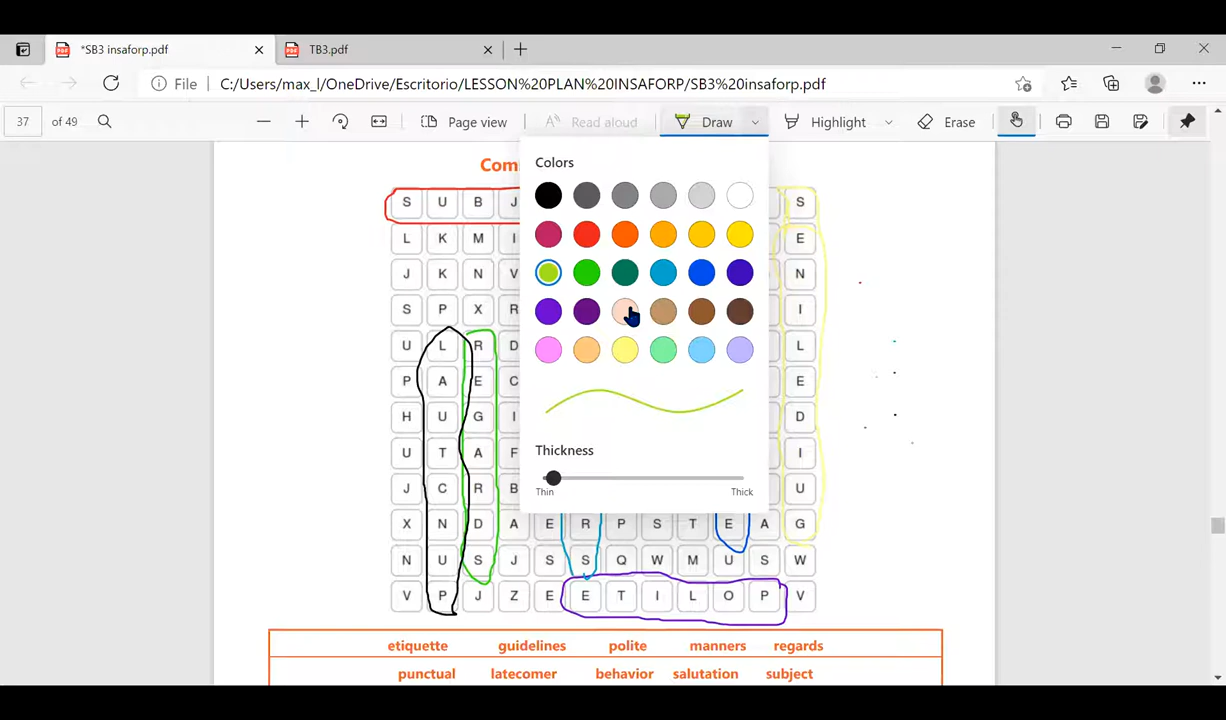 *SB3 insaforp.pdf
TB3.pdf
File C:/Users/max_l/OneDrive/Escritorio/LESSON%20PLAN%20INSAFORP/SB3%20insaforp.pdf
37 of 49 Page view Read aloud Draw Highlight Erase
Colors
S U B J S
L K M I E
J K N V N
S P X R I
U L R D L
P A E C E
H U G I D
U T A F I
J C R B U
X N D A E R P S T E A G
N U S J S S Q W M U S W
V P J Z E E T I L O P V
Thickness
Thin Thick
etiquette guidelines polite manners regards
punctual latecomer behavior salutation subject